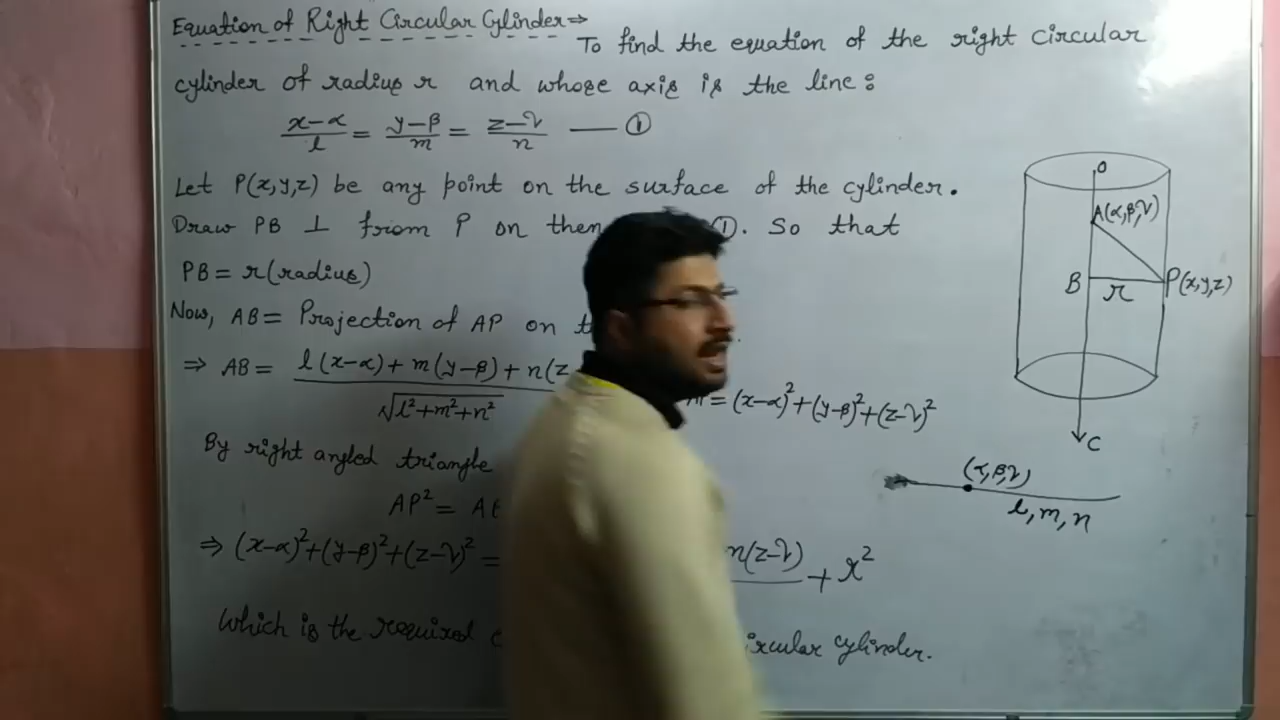 Equation of Right Circular Cylinder ⇒
To find the equation of the right circular
cylinder of radius r and whose axis is the line :
(x-α)/l = (y-β)/m = (z-γ)/n —— ①
Let P(x,y,z) be any point on the surface of the cylinder.
Draw PB ⊥ from P on then ①. So that
PB = r (radius)
Now, AB = Projection of AP on
⇒ AB = l(x-α) + m(y-β) + n(z
√l²+m²+n²
= (x-α)²+(y-β)²+(z-γ)²
By right angled triangle
AP² =
⇒ (x-α)²+(y-β)²+(z-γ)² = n(z-γ) + r²
Which is the required
ircular cylinder.
O
A(α,β,γ)
B
r
P(x,y,z)
C
(α,β,γ)
l, m, n